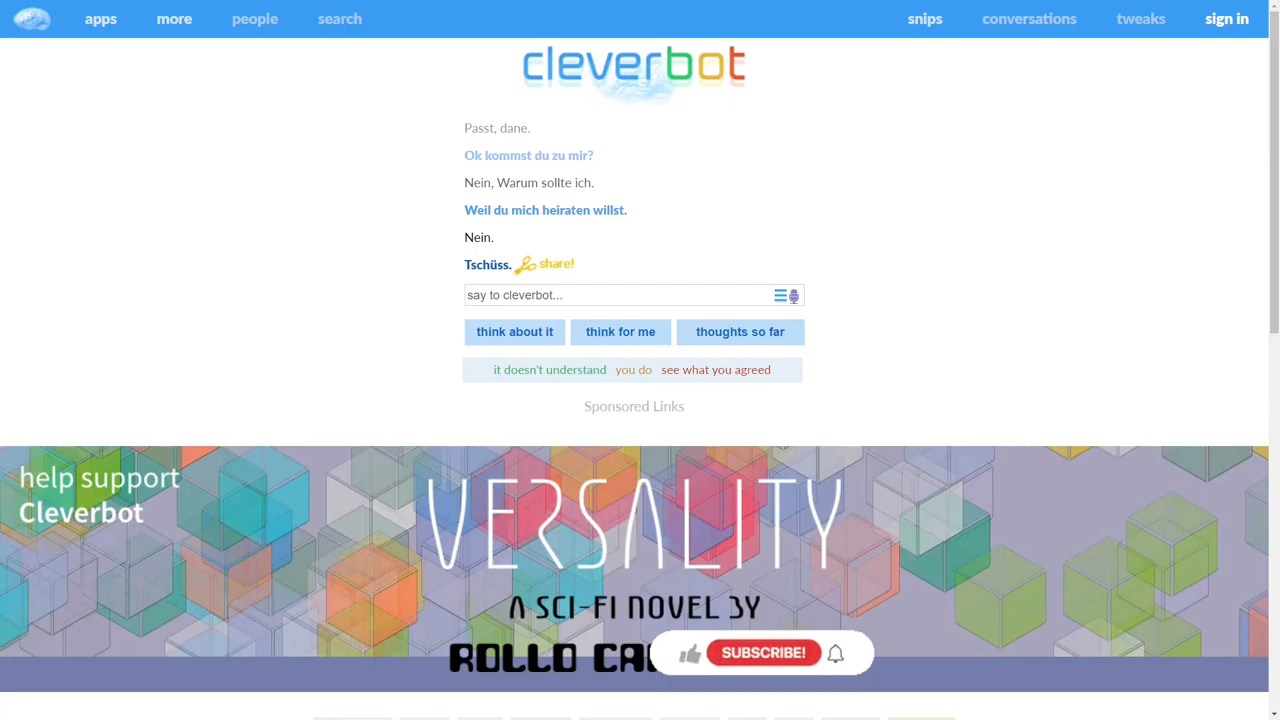 apps more people search snips conversations tweaks sign in
cleverbot
Passt, dane.
Ok kommst du zu mir?
Nein, Warum sollte ich.
Weil du mich heiraten willst.
Nein.
Tschüss. share!
say to cleverbot...
think about it think for me thoughts so far
it doesn't understand you do see what you agreed
Sponsored Links
help support
Cleverbot
VERSALITY
A SCI-FI NOVEL BY
ROLLO
SUBSCRIBE!